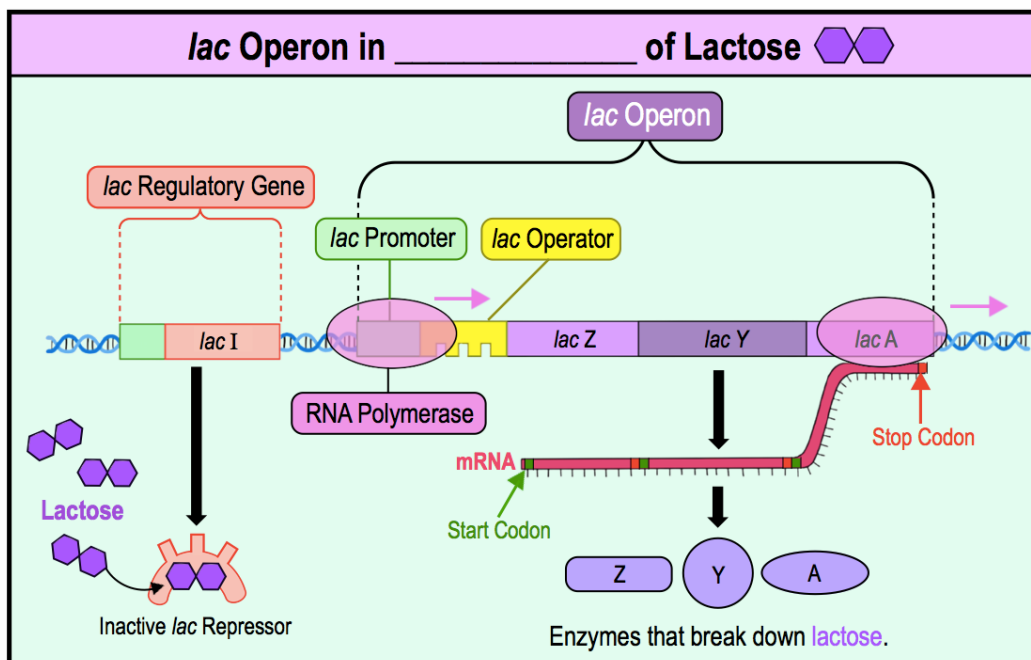 lac Operon in _____________ of Lactose
lac Operon
lac Regulatory Gene
lac Promoter
lac Operator
lac I
lac Z
lac Y
lac A
RNA Polymerase
mRNA
Stop Codon
Start Codon
Lactose
Inactive lac Repressor
Z
Y
A
Enzymes that break down lactose.